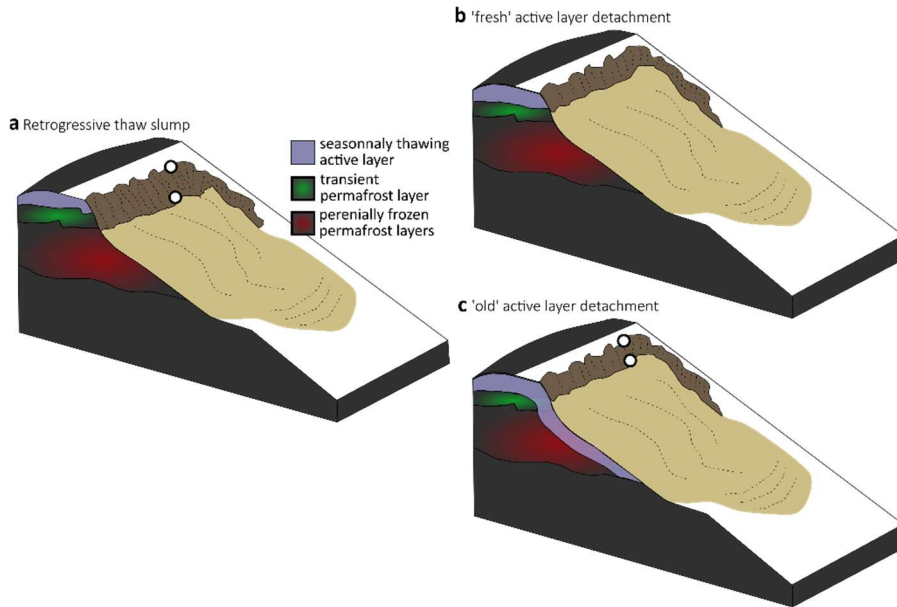 b 'fresh' active layer detachment
a Retrogressive thaw slump
seasonnaly thawing
active layer
transient
permafrost layer
perenially frozen
permafrost layers
c 'old' active layer detachment